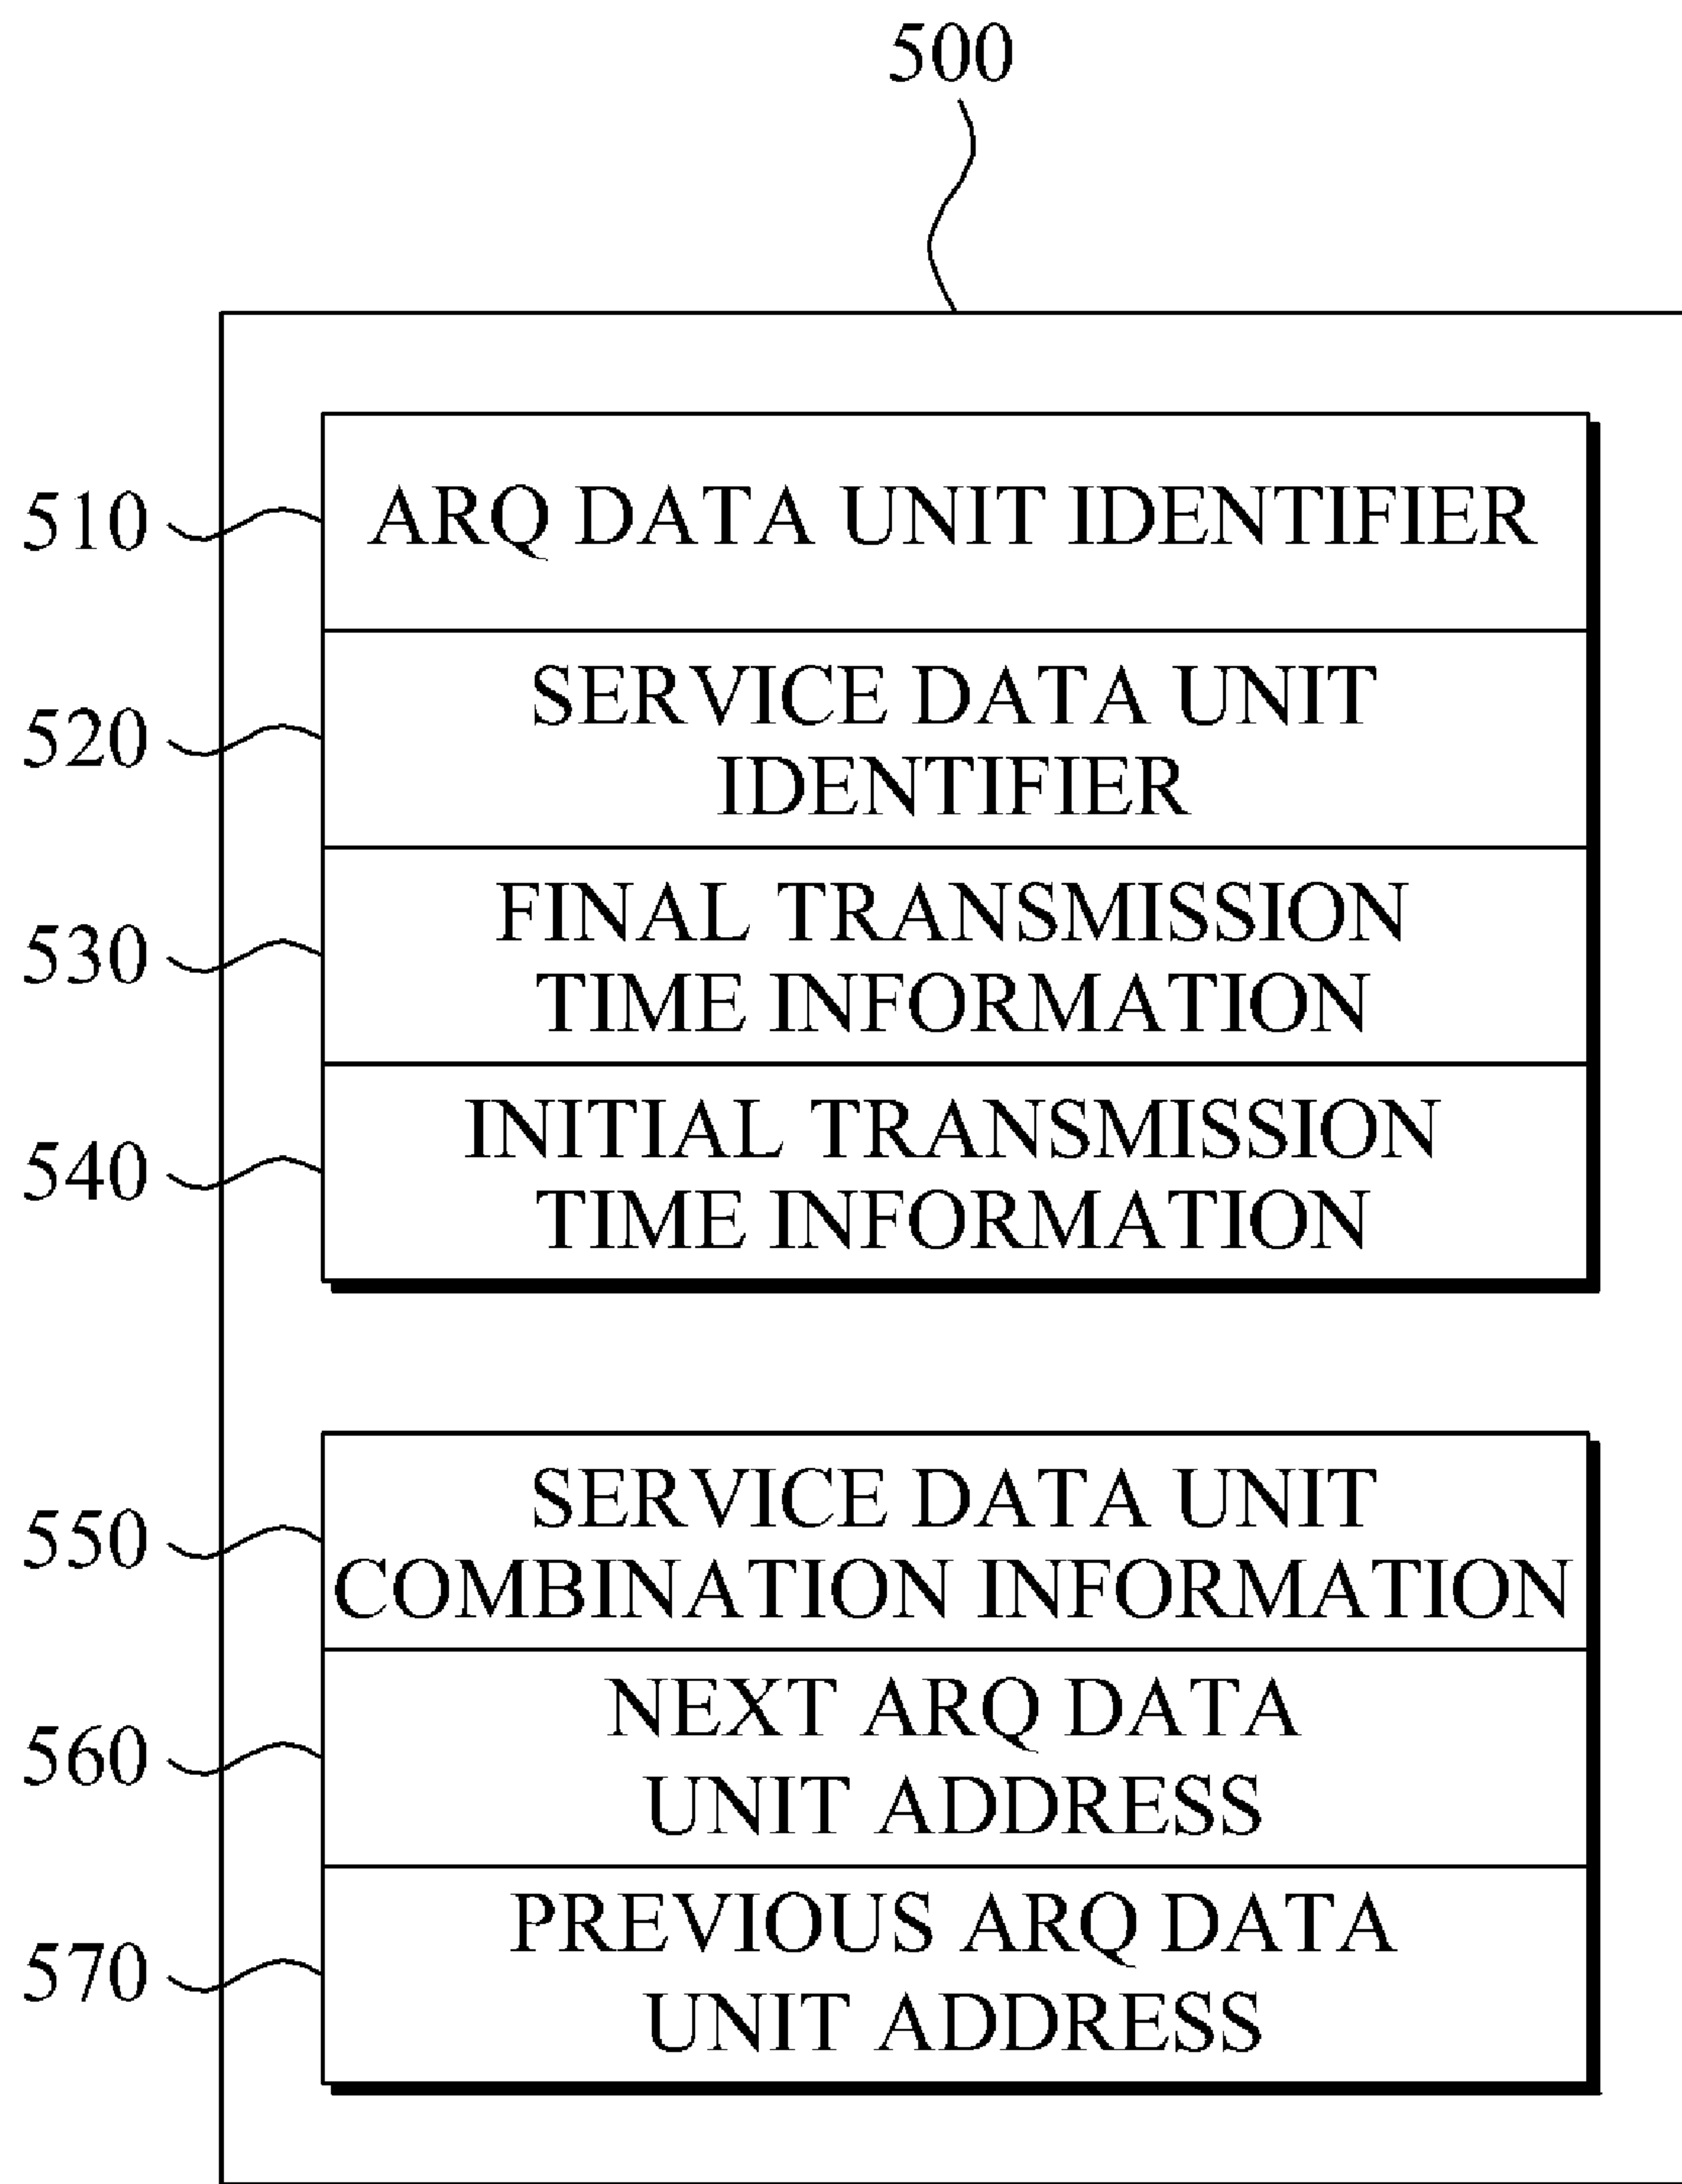 500
510
ARQ DATA UNIT IDENTIFIER
520
SERVICE DATA UNIT
IDENTIFIER
530
FINAL TRANSMISSION
TIME INFORMATION
540
INITIAL TRANSMISSION
TIME INFORMATION
550
SERVICE DATA UNIT
COMBINATION INFORMATION
560
NEXT ARQ DATA
UNIT ADDRESS
570
PREVIOUS ARQ DATA
UNIT ADDRESS